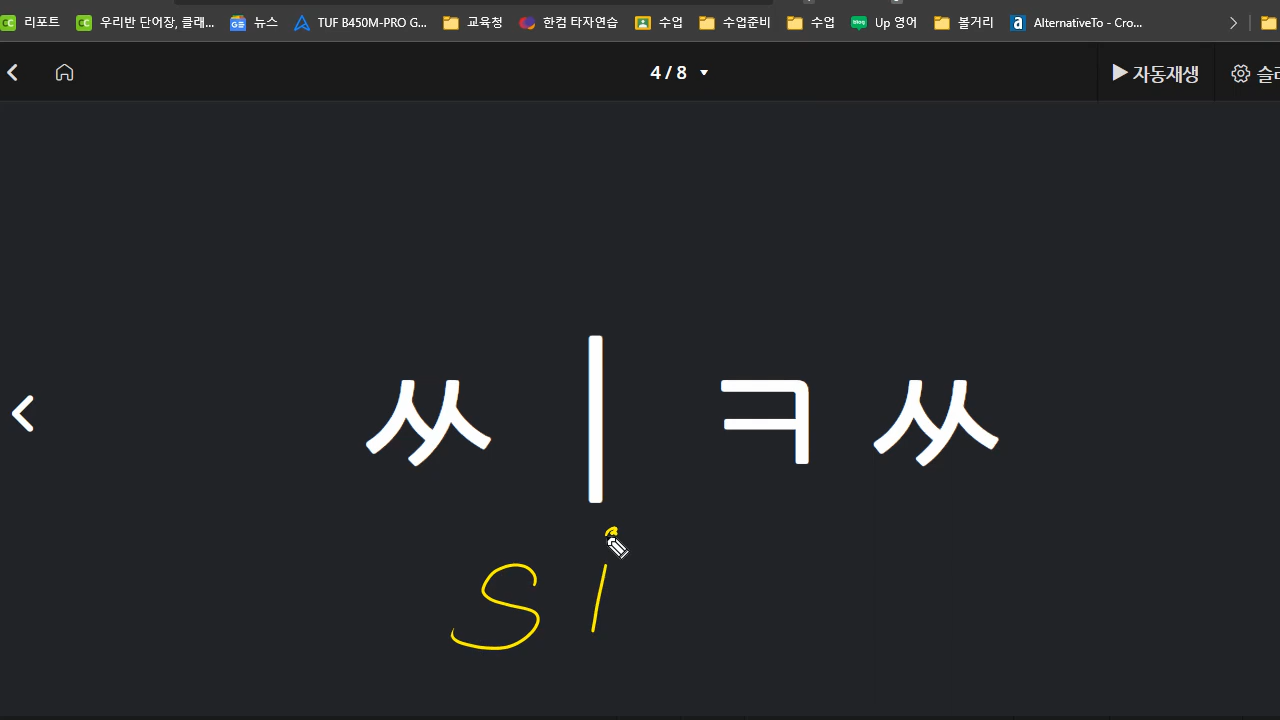 리포트 우리반 단어장, 클래... 뉴스 TUF B450M-PRO G... 교육청 한컴 타자연습 수업 수업준비 수업 Up 영어 볼거리 AlternativeTo - Cro...
4 / 8 자동재생 슬라
ㅆ ㅣ ㅋ ㅆ
S i